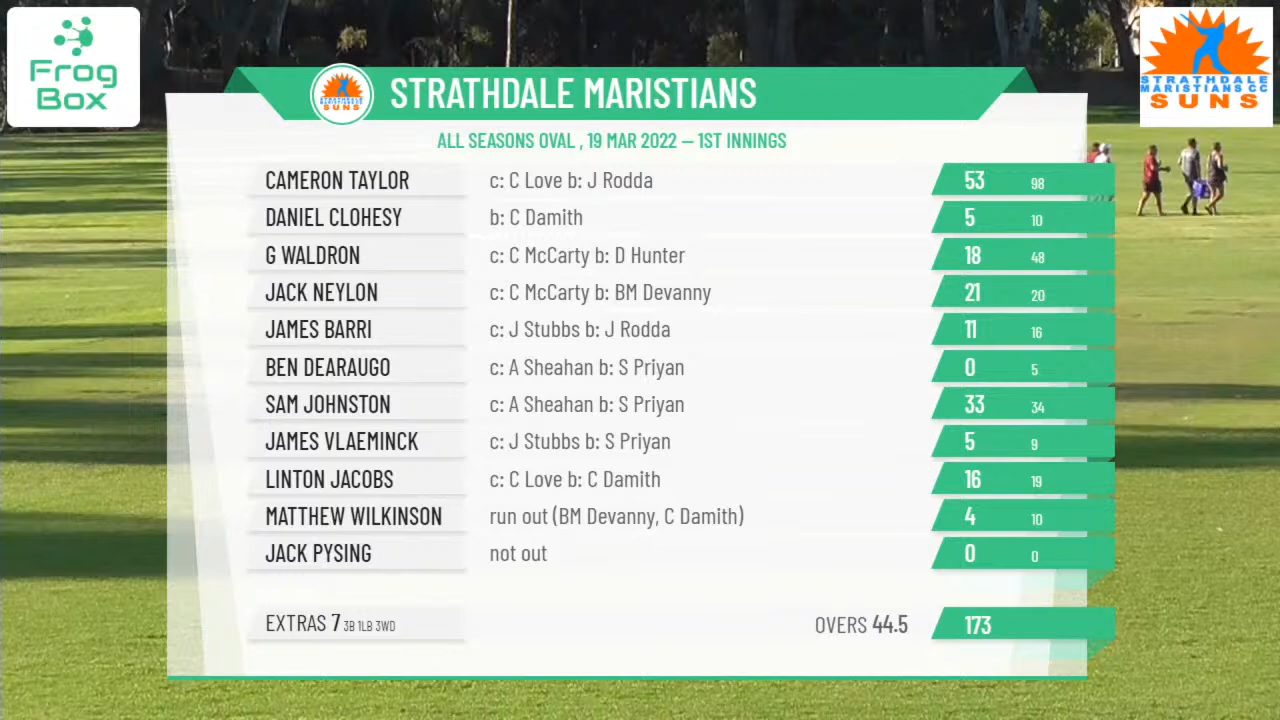 Frog
Box
STRATHDALE MARISTIANS
STRATHDALE
MARISTIANS CC
SUNS
SUNS
ALL SEASONS OVAL , 19 MAR 2022 – 1ST INNINGS
CAMERON TAYLOR c: C Love b: J Rodda 53 98
DANIEL CLOHESY b: C Damith 5 10
G WALDRON c: C McCarty b: D Hunter 18 48
JACK NEYLON c: C McCarty b: BM Devanny 21 20
JAMES BARRI c: J Stubbs b: J Rodda 11 16
BEN DEARAUGO c: A Sheahan b: S Priyan 0 5
SAM JOHNSTON c: A Sheahan b: S Priyan 33 34
JAMES VLAEMINCK c: J Stubbs b: S Priyan 5 9
LINTON JACOBS c: C Love b: C Damith 16 19
MATTHEW WILKINSON run out (BM Devanny, C Damith) 4 10
JACK PYSING not out 0 0
EXTRAS 7 3B 1LB 3WD OVERS 44.5 173